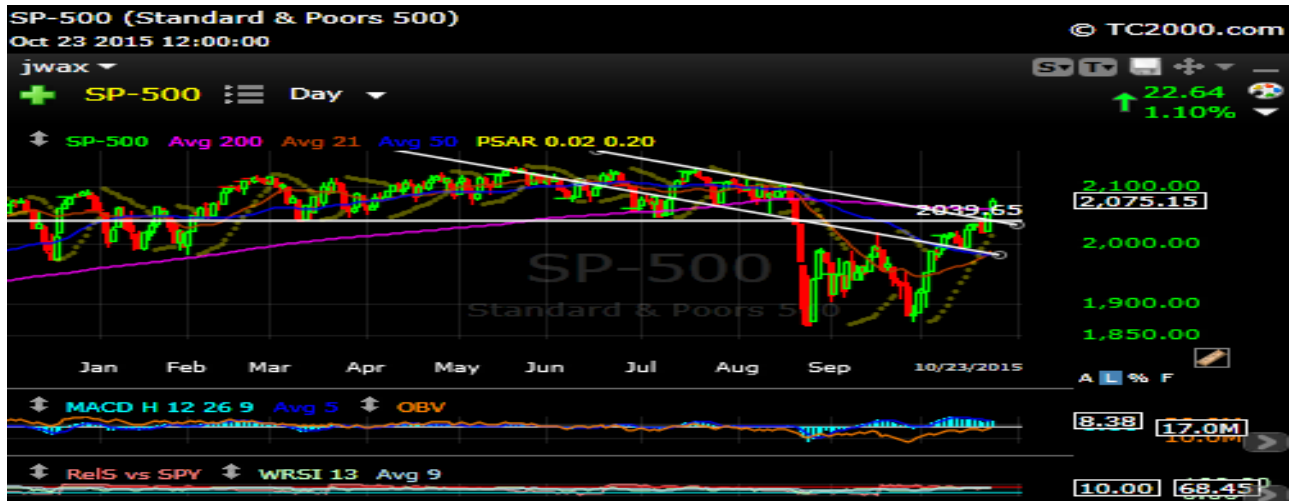 SP-500 (Standard & Poors 500)
© TC2000.com
Oct 23 2015 12:00:00
jwax
S T
SP-500 Day
22.64
1.10%
SP-500 Avg 200 Avg 21 Avg 50 PSAR 0.02 0.20
2,100.00
2,075.15
2039.65
2,000.00
SP-500
Standard & Poors 500
1,900.00
1,850.00
Jan Feb Mar Apr May Jun Jul Aug Sep 10/23/2015
A L % F
MACD H 12 26 9 Avg 5 OBV
8.38 17.0M
RelS vs SPY WRSI 13 Avg 9
10.00 68.45